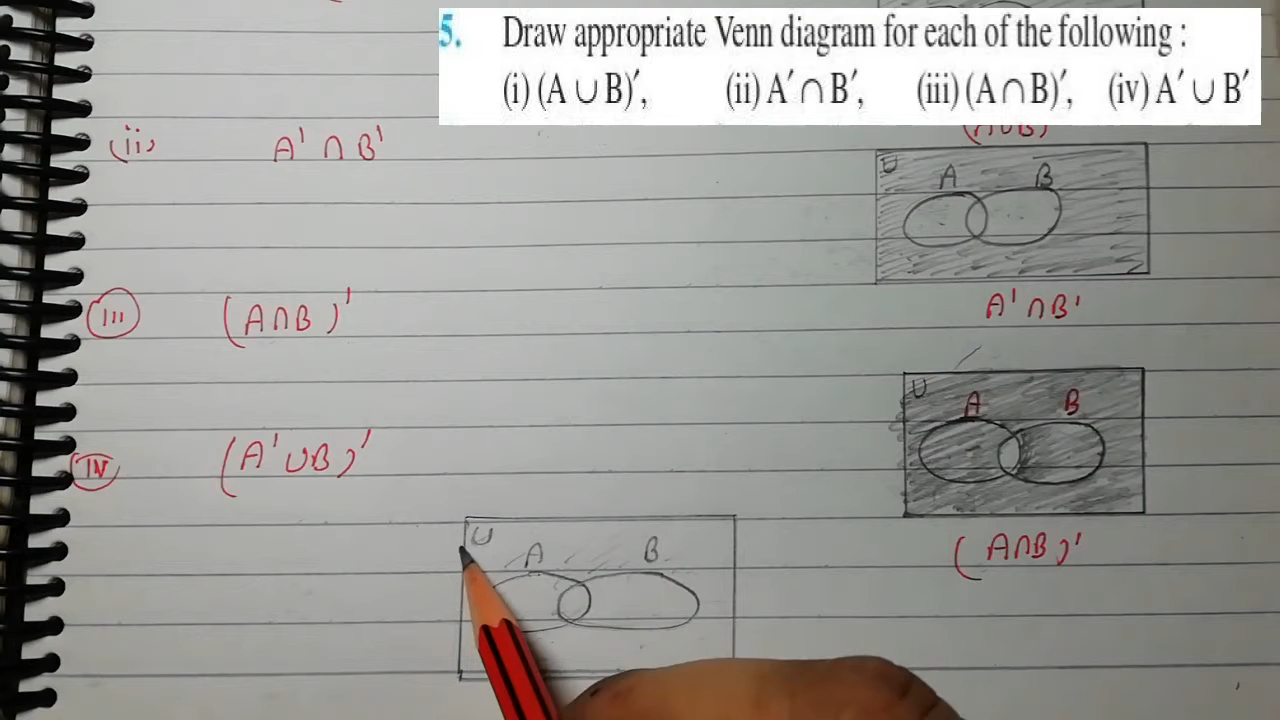 5. Draw appropriate Venn diagram for each of the following :
(i) (A ∪ B)′, (ii) A′ ∩ B′, (iii) (A ∩ B)′, (iv) A′ ∪ B′
(ii) A' ∩ B'
U A B
A' ∩ B'
III (A∩B)'
U A B
(A∩B)'
IV (A'∪B)'
U A B